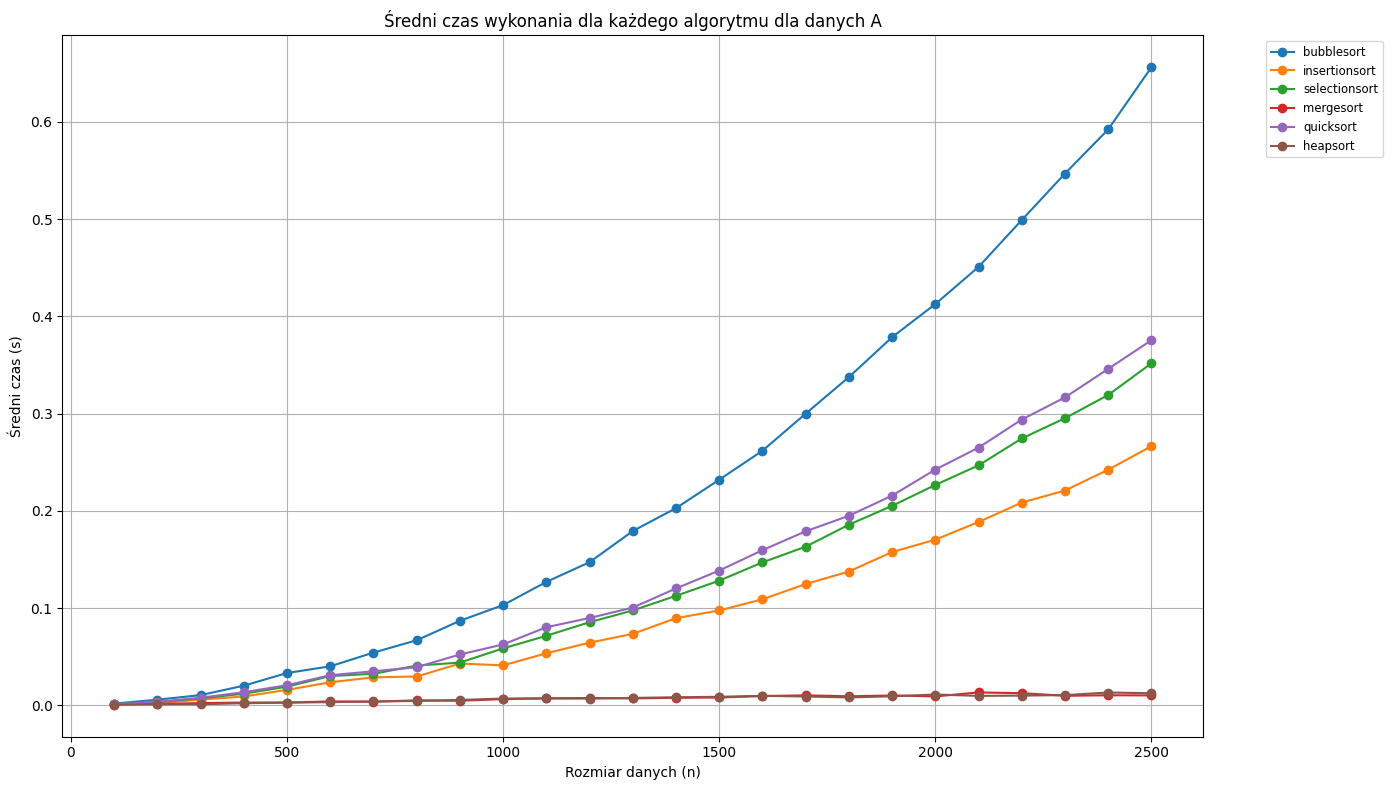 Średni czas wykonania dla każdego algorytmu dla danych A
bubblesort
insertionsort
selectionsort
mergesort
quicksort
heapsort
Średni czas (s)
0.6
0.5
0.4
0.3
0.2
0.1
0.0
0 500 1000 1500 2000 2500
Rozmiar danych (n)